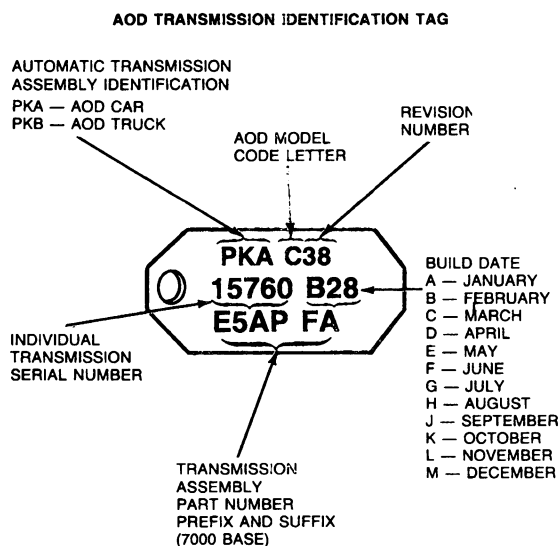 AOD TRANSMISSION IDENTIFICATION TAG
AUTOMATIC TRANSMISSION
ASSEMBLY IDENTIFICATION
PKA — AOD CAR
PKB — AOD TRUCK
AOD MODEL
CODE LETTER
REVISION
NUMBER
PKA C38
15760 B28
E5AP FA
BUILD DATE
A — JANUARY
B — FEBRUARY
C — MARCH
D — APRIL
E — MAY
F — JUNE
G — JULY
H — AUGUST
J — SEPTEMBER
K — OCTOBER
L — NOVEMBER
M — DECEMBER
INDIVIDUAL
TRANSMISSION
SERIAL NUMBER
TRANSMISSION
ASSEMBLY
PART NUMBER
PREFIX AND SUFFIX
(7000 BASE)